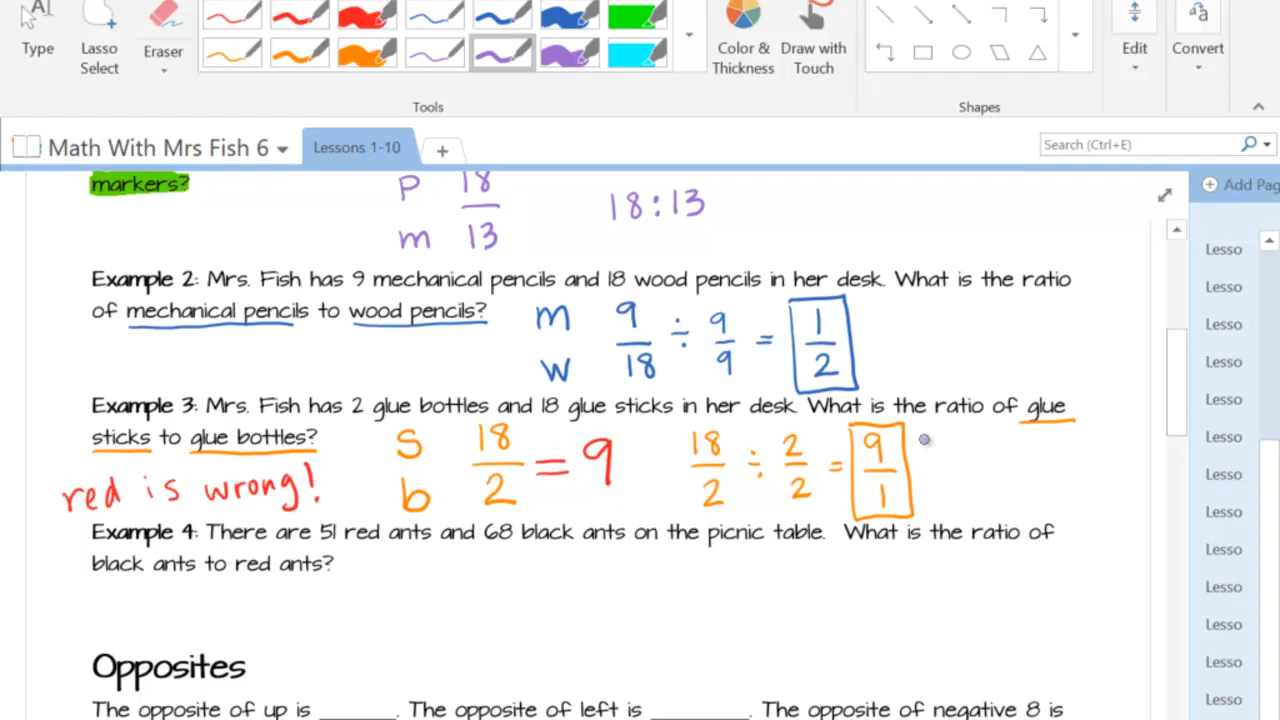 Type
Lasso Select
Eraser
Color & Thickness
Draw with Touch
Edit
Convert
Tools
Shapes
Math With Mrs Fish 6
Lessons 1-10
+
Search (Ctrl+E)
Add Pag
markers?
P 18
m 13
18:13
Example 2: Mrs. Fish has 9 mechanical pencils and 18 wood pencils in her desk. What is the ratio
of mechanical pencils to wood pencils?
m 9 ÷ 9 = 1
w 18 9 2
Example 3: Mrs. Fish has 2 glue bottles and 18 glue sticks in her desk. What is the ratio of glue
sticks to glue bottles?
S 18 = 9 18 ÷ 2 = 9
b 2 2 2 1
red is wrong!
Example 4: There are 51 red ants and 68 black ants on the picnic table. What is the ratio of
black ants to red ants?
Opposites
The opposite of up is ______. The opposite of left is ________. The opposite of negative 8 is
Lesso
Lesso
Lesso
Lesso
Lesso
Lesso
Lesso
Lesso
Lesso
Lesso
Lesso
Lesso
Lesso